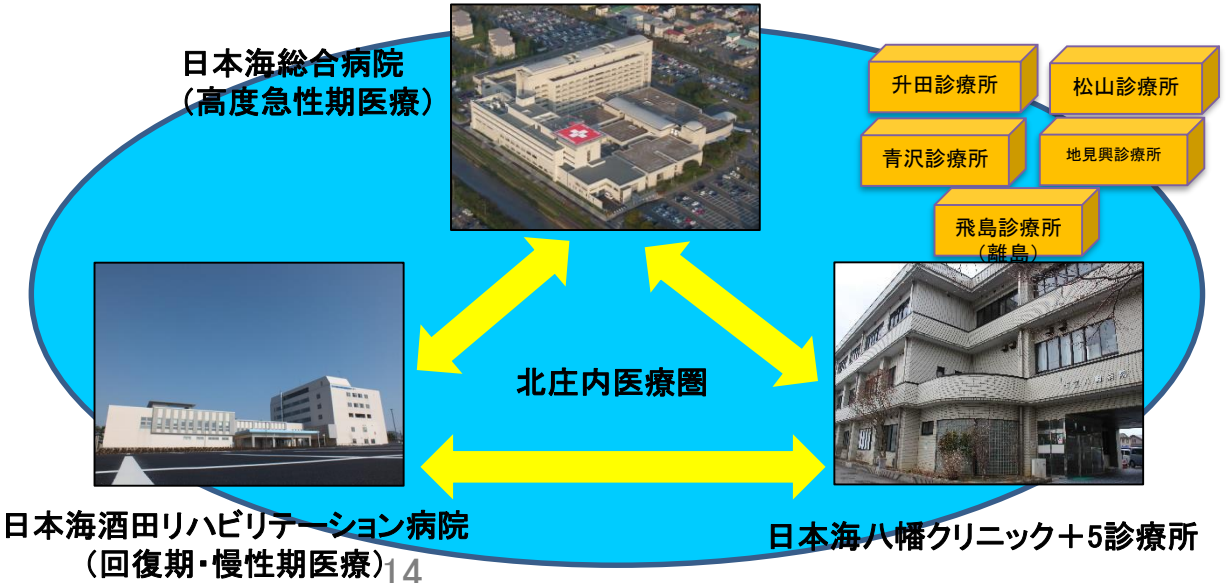 日本海総合病院
(高度急性期医療)
升田診療所
松山診療所
青沢診療所
地見興診療所
飛島診療所
(離島)
北庄内医療圏
日本海酒田リハビリテーション病院
(回復期・慢性期医療)
日本海八幡クリニック+5診療所
14